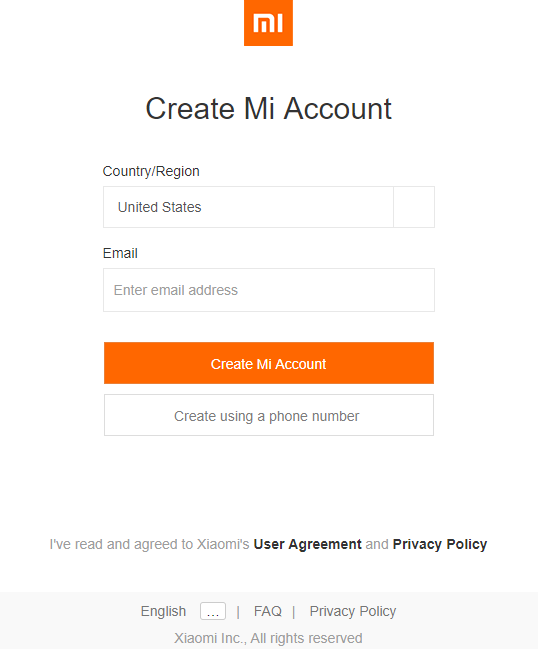 mi
Create Mi Account
Country/Region
United States
Email
Enter email address
Create Mi Account
Create using a phone number
I've read and agreed to Xiaomi's User Agreement and Privacy Policy
English ... | FAQ | Privacy Policy
Xiaomi Inc., All rights reserved